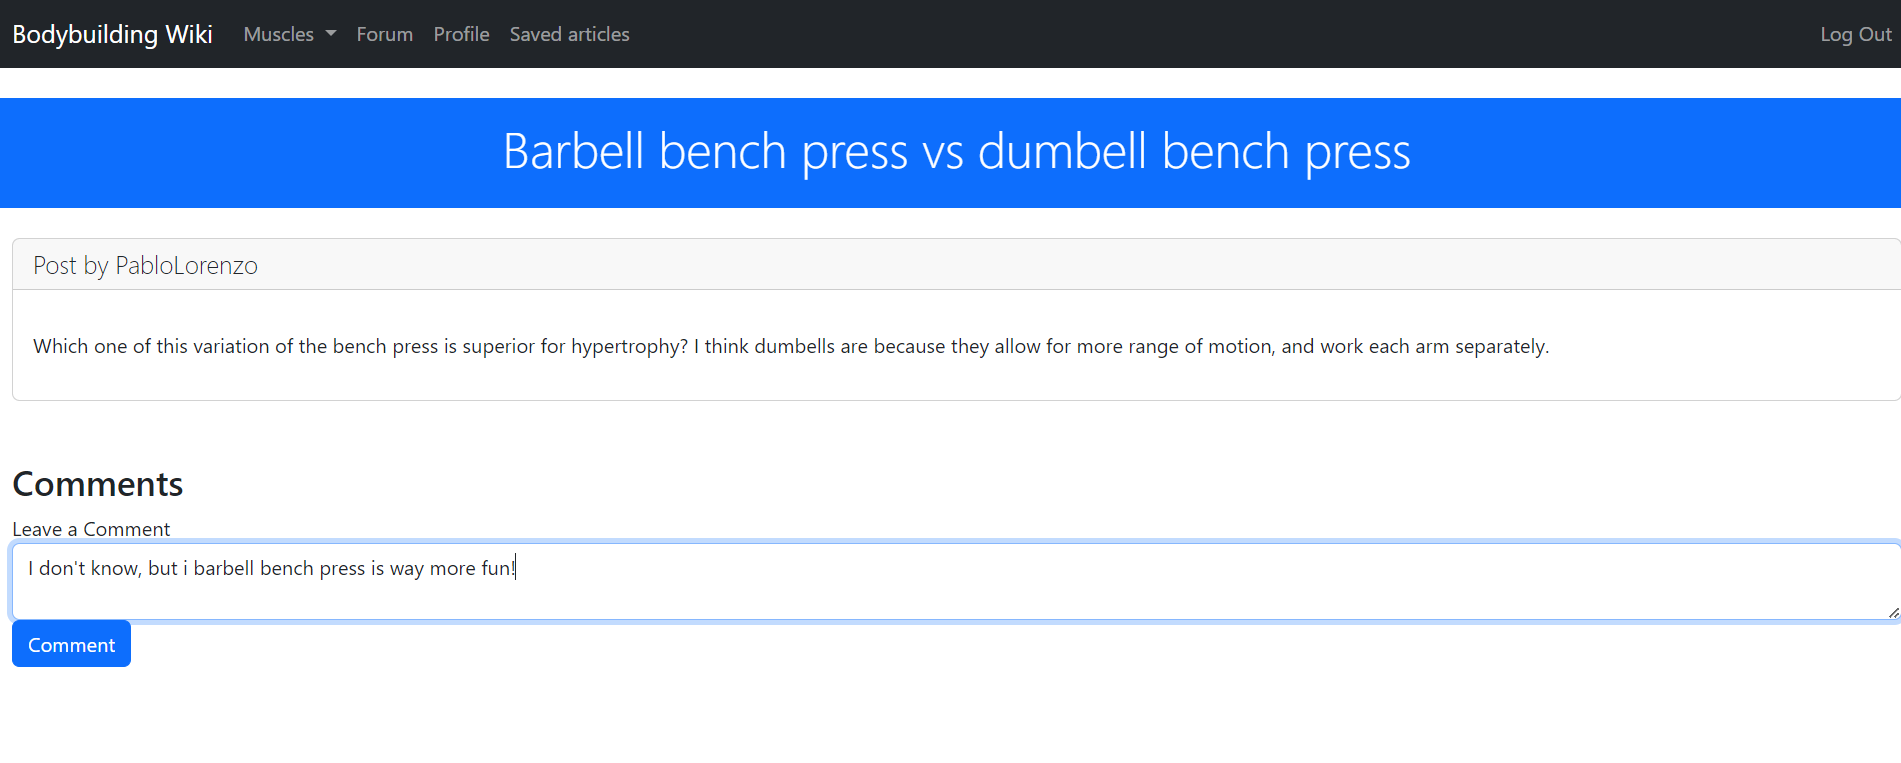 Bodybuilding Wiki Muscles Forum Profile Saved articles Log Out
Barbell bench press vs dumbell bench press
Post by PabloLorenzo
Which one of this variation of the bench press is superior for hypertrophy? I think dumbells are because they allow for more range of motion, and work each arm separately.
Comments
Leave a Comment
I don't know, but i barbell bench press is way more fun!
Comment